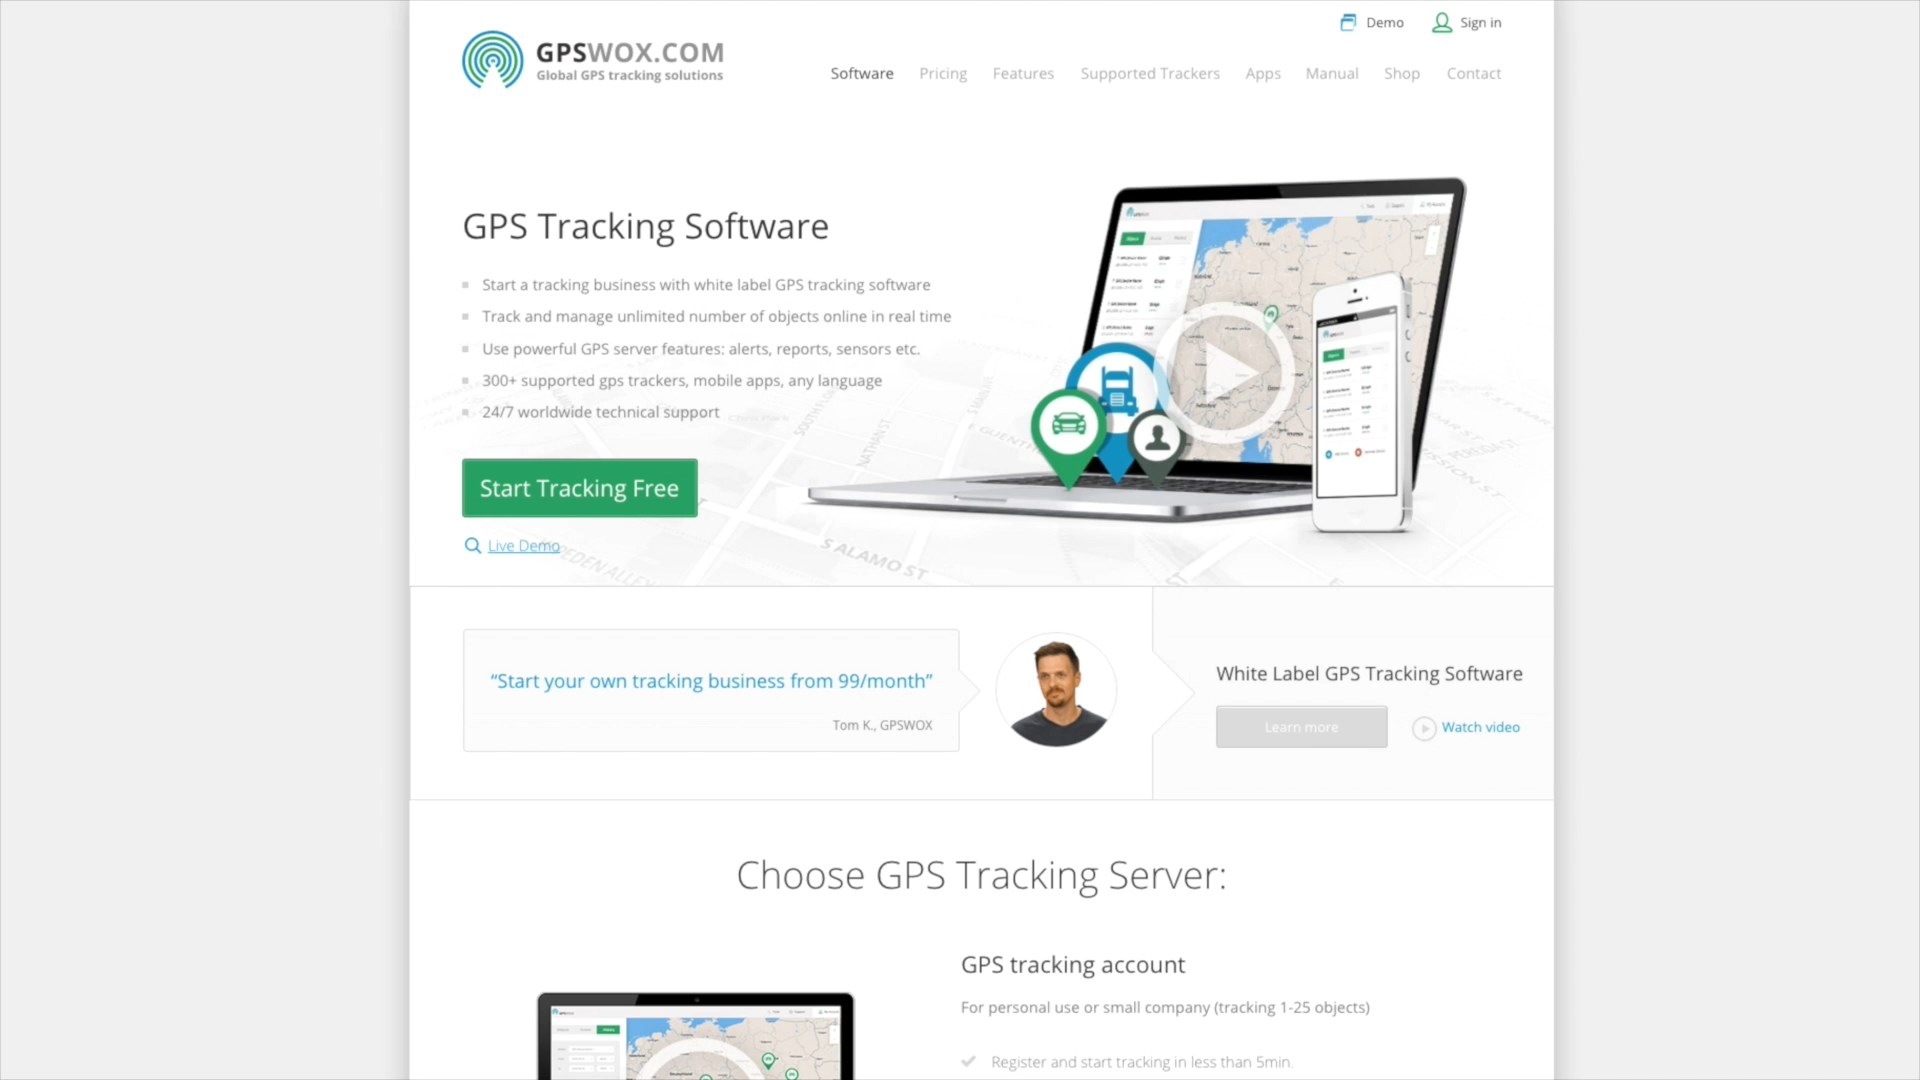 Demo
Sign in
GPSWOX.COM
Global GPS tracking solutions
Software
Pricing
Features
Supported Trackers
Apps
Manual
Shop
Contact
GPS Tracking Software
Start a tracking business with white label GPS tracking software
Track and manage unlimited number of objects online in real time
Use powerful GPS server features: alerts, reports, sensors etc.
300+ supported gps trackers, mobile apps, any language
24/7 worldwide technical support
NATHAN ST
Start Tracking Free
Live Demo
PEDEN ALLEY
S ALAMO ST
“Start your own tracking business from 99/month”
Tom K., GPSWOX
White Label GPS Tracking Software
Learn more
Watch video
Choose GPS Tracking Server:
GPS tracking account
For personal use or small company (tracking 1-25 objects)
Register and start tracking in less than 5min.